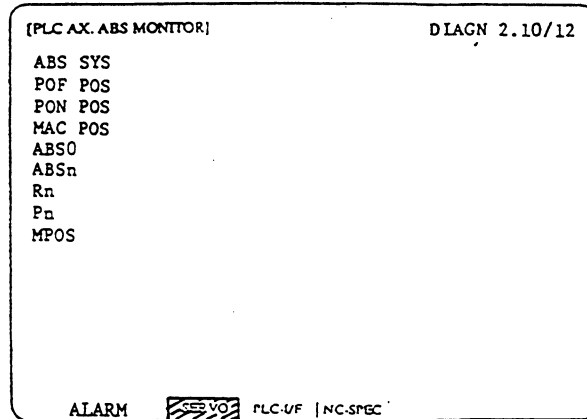 [PLC AX. ABS MONITOR] DIAGN 2.10/12
ABS SYS
POF POS
PON POS
MAC POS
ABS0
ABSn
Rn
Pn
MPOS
ALARM SERVO PLC-I/F NC-SPEC